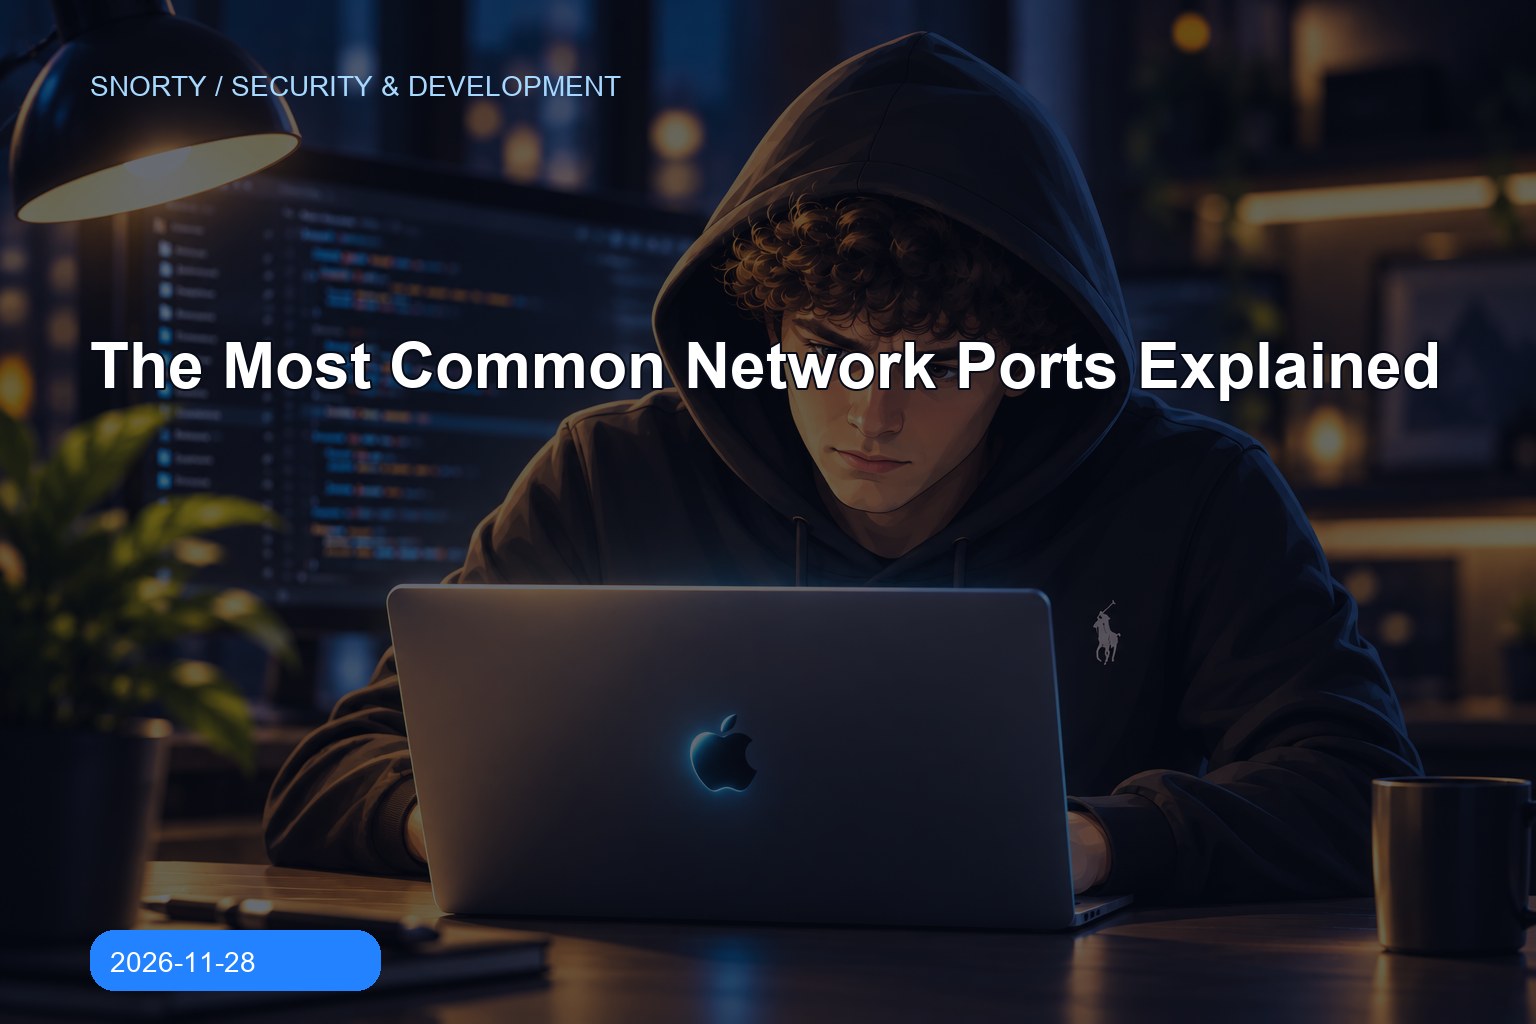 SNORTY / SECURITY & DEVELOPMENT
The Most Common Network Ports Explained
2026-11-28